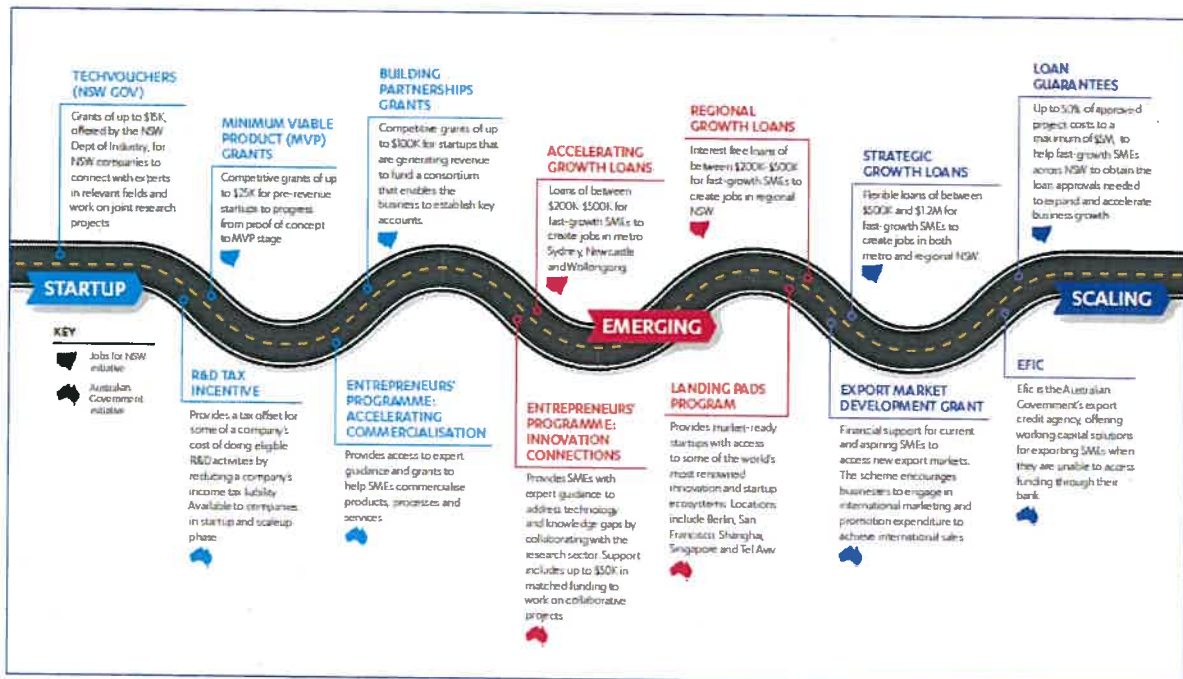 TECHVOUCHERS
(NSW GOV)
Grants of up to $15K,
offered by the NSW
Dept of Industry, for
NSW companies to
connect with experts
in relevant fields and
work on joint research
projects
MINIMUM VIABLE
PRODUCT (MVP)
GRANTS
Competitive grants of up
to $25K for pre-revenue
startups to progress
from proof of concept
to MVP stage
BUILDING
PARTNERSHIPS
GRANTS
Competitive grants of up
to $100K for startups that
are generating revenue
to fund a consortium
that enables the
business to establish key
accounts.
ACCELERATING
GROWTH LOANS
Loans of between
$200K-$500K for
fast-growth SMEs to
create jobs in metro
Sydney, Newcastle
and Wollongong
REGIONAL
GROWTH LOANS
Interest free loans of
between $200K-$500K
for fast-growth SMEs to
create jobs in regional
NSW
STRATEGIC
GROWTH LOANS
Flexible loans of between
$500K and $1.2M for
fast-growth SMEs to
create jobs in both
metro and regional NSW
LOAN
GUARANTEES
Up to 50% of approved
project costs to a
maximum of $5M, to
help fast-growth SMEs
across NSW to obtain the
loan approvals needed
to expand and accelerate
business growth
STARTUP
EMERGING
SCALING
KEY
Jobs for NSW
initiative
Australian
Government
initiative
R&D TAX
INCENTIVE
Provides a tax offset for
some of a company's
cost of doing eligible
R&D activities by
reducing a company's
income tax liability
Available to companies
in startup and scaleup
phase
ENTREPRENEURS'
PROGRAMME:
ACCELERATING
COMMERCIALISATION
Provides access to expert
guidance and grants to
help SMEs commercialise
products, processes and
services
ENTREPRENEURS'
PROGRAMME:
INNOVATION
CONNECTIONS
Provides SMEs with
expert guidance to
address technology
and knowledge gaps by
collaborating with the
research sector. Support
includes up to $50K in
matched funding to
work on collaborative
projects
LANDING PADS
PROGRAM
Provides market-ready
startups with access
to some of the world's
most renowned
innovation and startup
ecosystems. Locations
include Berlin, San
Francisco, Shanghai,
Singapore and Tel Aviv
EXPORT MARKET
DEVELOPMENT GRANT
Financial support for current
and aspiring SMEs to
access new export markets.
The scheme encourages
businesses to engage in
international marketing and
promotion expenditure to
achieve international sales
EFIC
Efic is the Australian
Government's export
credit agency, offering
working capital solutions
for exporting SMEs when
they are unable to access
funding through their
bank